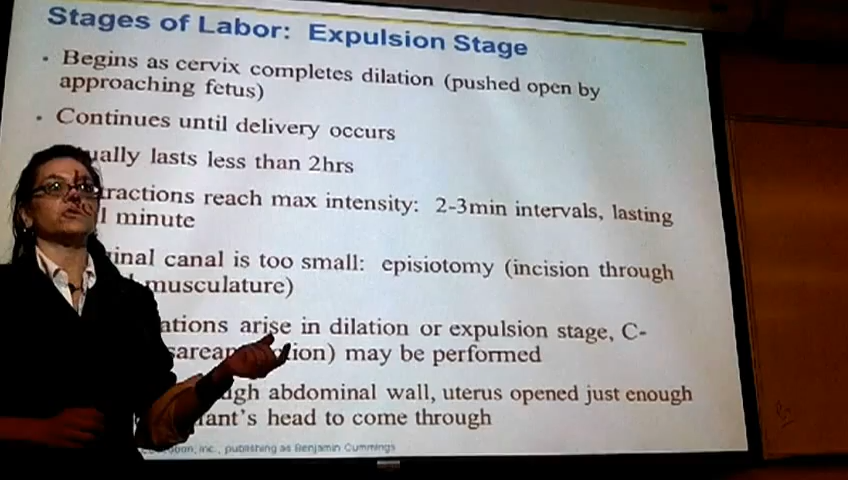 Stages of Labor: Expulsion Stage
• Begins as cervix completes dilation (pushed open by
approaching fetus)
• Continues until delivery occurs
ually lasts less than 2hrs
tractions reach max intensity: 2-3min intervals, lasting
1 minute
inal canal is too small: episiotomy (incision through
musculature)
ations arise in dilation or expulsion stage, C-
tion) may be performed
gh abdominal wall, uterus opened just enough
ant's head to come through
Inc., publishing as Benjamin Cummings